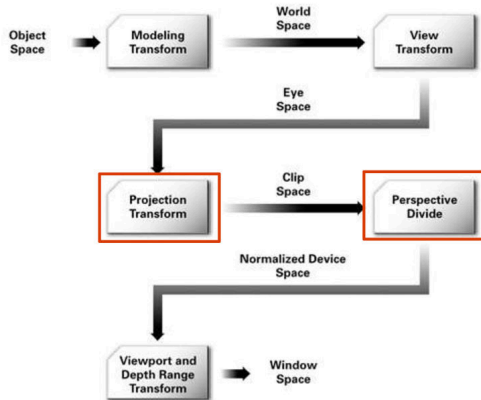 Object
Space
Modeling
Transform
World
Space
View
Transform
Eye
Space
Projection
Transform
Clip
Space
Perspective
Divide
Normalized Device
Space
Viewport and
Depth Range
Transform
Window
Space